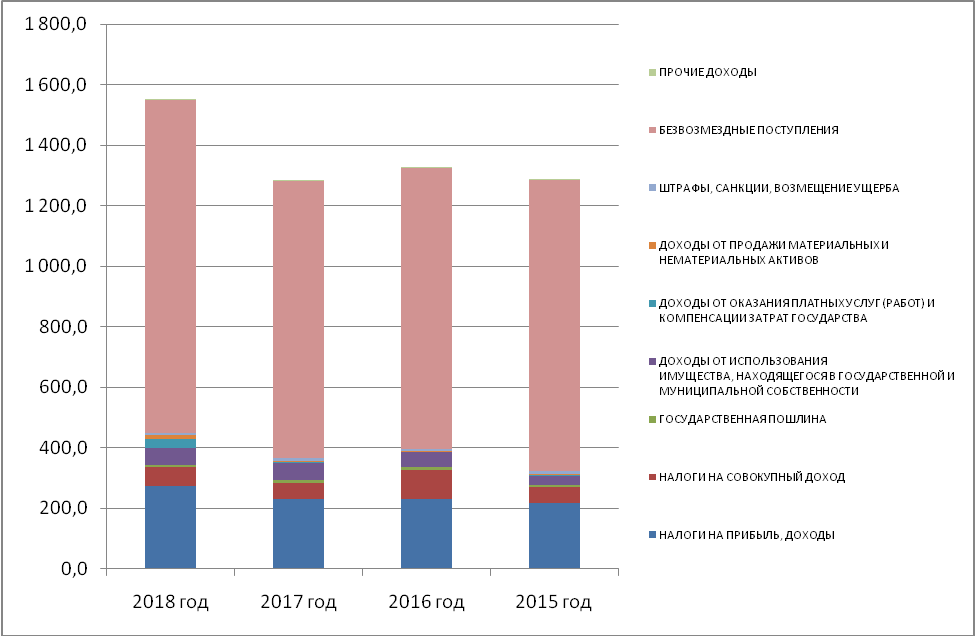 1 800,0
1 600,0
1 400,0
1 200,0
1 000,0
800,0
600,0
400,0
200,0
0,0
2018 год
2017 год
2016 год
2015 год
ПРОЧИЕ ДОХОДЫ
БЕЗВОЗМЕЗДНЫЕ ПОСТУПЛЕНИЯ
ШТРАФЫ, САНКЦИИ, ВОЗМЕЩЕНИЕ УЩЕРБА
ДОХОДЫ ОТ ПРОДАЖИ МАТЕРИАЛЬНЫХ И
НЕМАТЕРИАЛЬНЫХ АКТИВОВ
ДОХОДЫ ОТ ОКАЗАНИЯ ПЛАТНЫХ УСЛУГ (РАБОТ) И
КОМПЕНСАЦИИ ЗАТРАТ ГОСУДАРСТВА
ДОХОДЫ ОТ ИСПОЛЬЗОВАНИЯ
ИМУЩЕСТВА, НАХОДЯЩЕГОСЯ В ГОСУДАРСТВЕННОЙ И
МУНИЦИПАЛЬНОЙ СОБСТВЕННОСТИ
ГОСУДАРСТВЕННАЯ ПОШЛИНА
НАЛОГИ НА СОВОКУПНЫЙ ДОХОД
НАЛОГИ НА ПРИБЫЛЬ, ДОХОДЫ